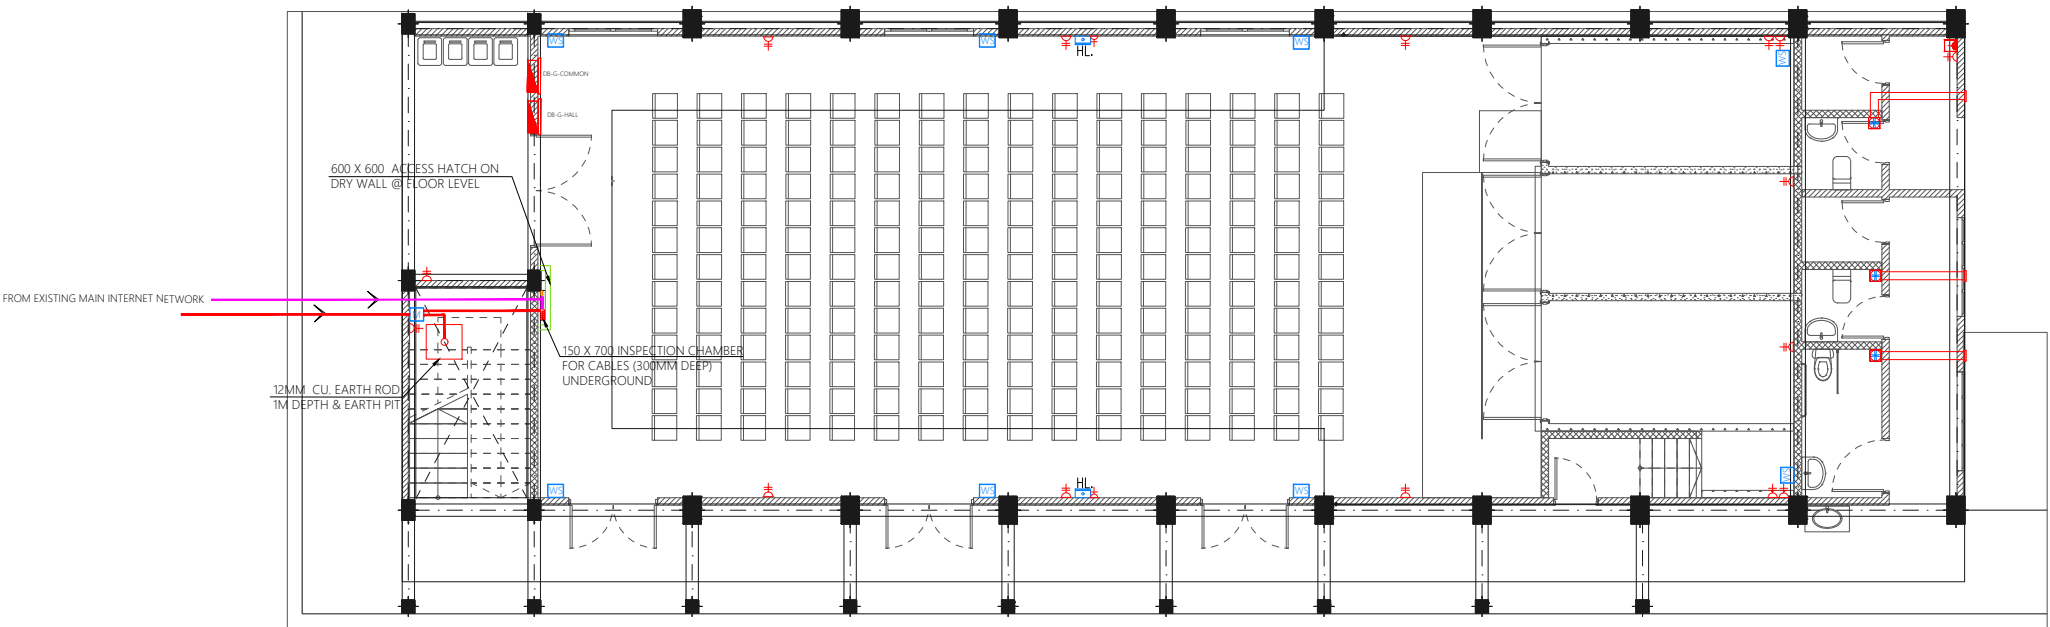 WS
WS
HL.
WS
WS
DB-G-COMMON
DB-G-HALL
600 X 600 ACCESS HATCH ON
DRY WALL @ FLOOR LEVEL
FROM EXISTING MAIN INTERNET NETWORK
150 X 700 INSPECTION CHAMBER
FOR CABLES (300MM DEEP)
UNDERGROUND
12MM CU. EARTH ROD
1M DEPTH & EARTH PIT
WS
WS
HL.
WS
WS